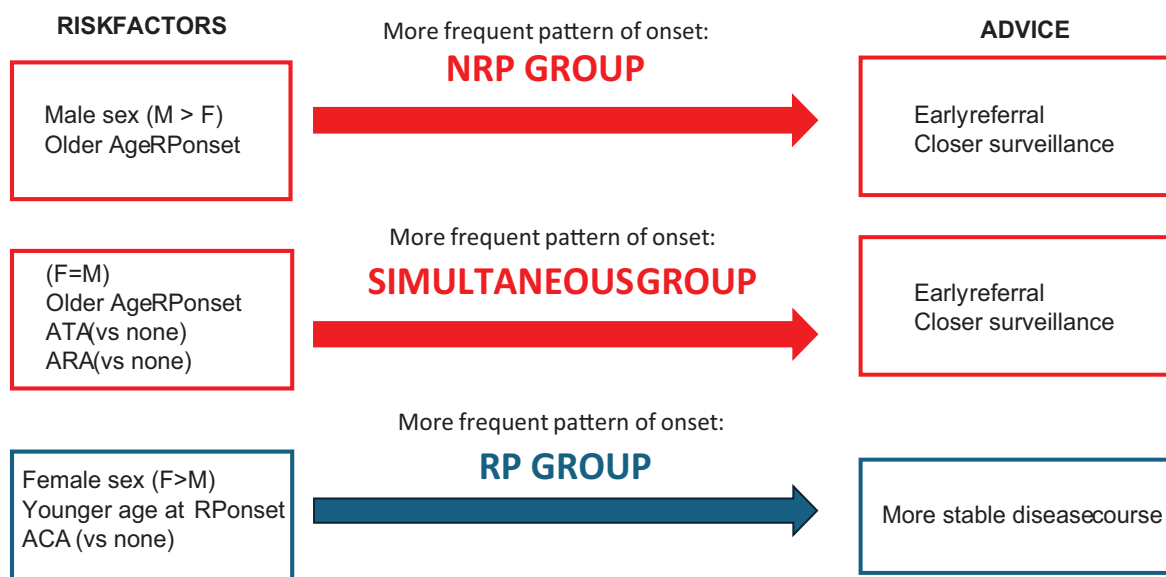 RISKFACTORS
More frequent pattern of onset:
NRP GROUP
ADVICE
Male sex (M > F)
Older AgeRPonset
Earlyreferral
Closer surveillance
More frequent pattern of onset:
SIMULTANEOUSGROUP
(F=M)
Older AgeRPonset
ATA(vs none)
ARA(vs none)
Earlyreferral
Closer surveillance
More frequent pattern of onset:
RP GROUP
Female sex (F>M)
Younger age at RPonset
ACA (vs none)
More stable diseasecourse